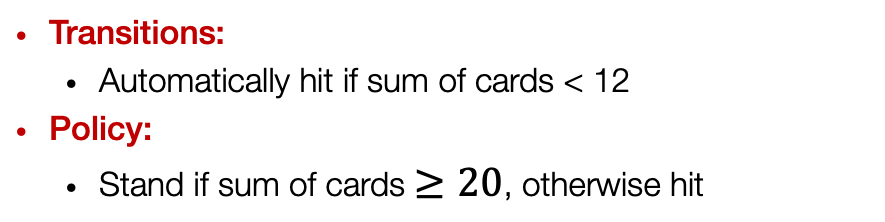 • Transitions:
• Automatically hit if sum of cards < 12
• Policy:
• Stand if sum of cards ≥ 20, otherwise hit